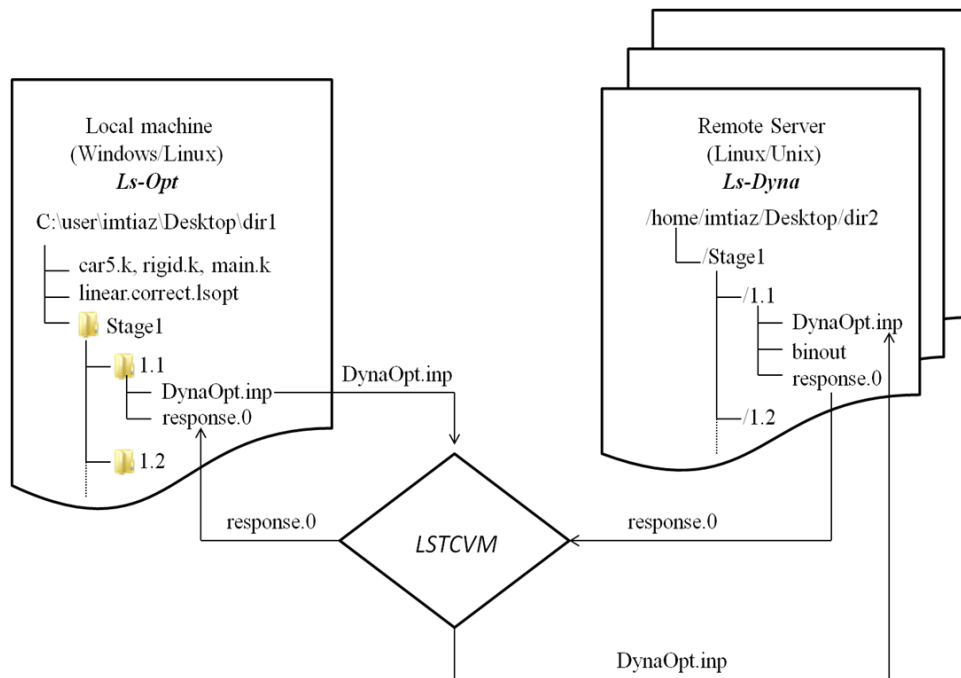 Local machine
(Windows/Linux)
Ls-Opt
C:\user\imtiaz\Desktop\dir1
car5.k, rigid.k, main.k
linear.correct.lsopt
Stage1
1.1
DynaOpt.inp
response.0
1.2
DynaOpt.inp
Remote Server
(Linux/Unix)
Ls-Dyna
/home/imtiaz/Desktop/dir2
/Stage1
/1.1
DynaOpt.inp
binout
response.0
/1.2
response.0
LSTCVM
response.0
DynaOpt.inp